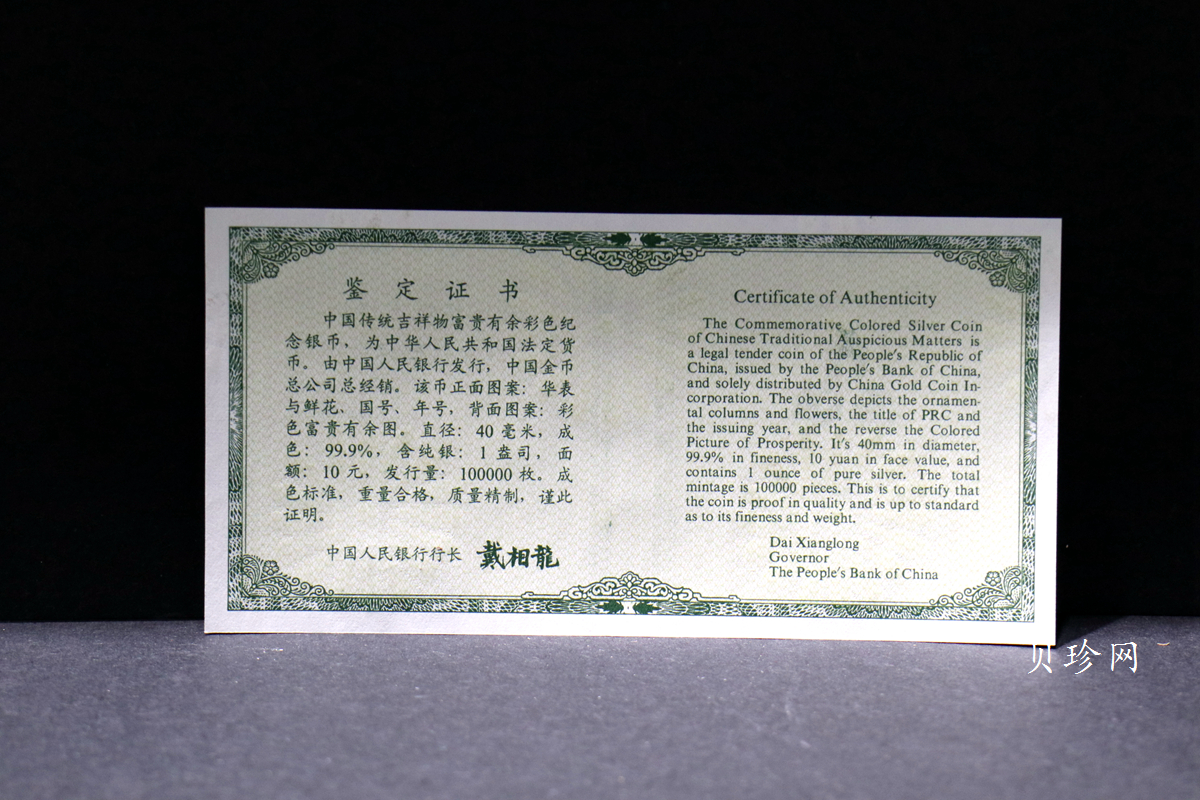 鉴定证书
中国传统吉祥物富贵有余彩色纪
念银币，为中华人民共和国法定货
币。由中国人民银行发行，中国金币
总公司总经销。该币正面图案：华表
与鲜花、国号、年号，背面图案：彩
色富贵有余图。直径：40 毫米，成
色：99.9%，含纯银：1 盎司，面
额：10 元，发行量：100000 枚。成
色标准，重量合格，质量精制，谨此
证明。
中国人民银行行长 戴相龍
Certificate of Authenticity
The Commemorative Colored Silver Coin
of Chinese Traditional Auspicious Matters is
a legal tender coin of the People's Republic of
China, issued by the People's Bank of China,
and solely distributed by China Gold Coin In-
corporation. The obverse depicts the ornamen-
tal columns and flowers, the title of PRC and
the issuing year, and the reverse the Colored
Picture of Prosperity. It's 40mm in diameter,
99.9% in fineness, 10 yuan in face value, and
contains 1 ounce of pure silver. The total
mintage is 100000 pieces. This is to certify that
the coin is proof in quality and is up to standard
as to its fineness and weight.
Dai Xianglong
Governor
The People's Bank of China
贝珍网